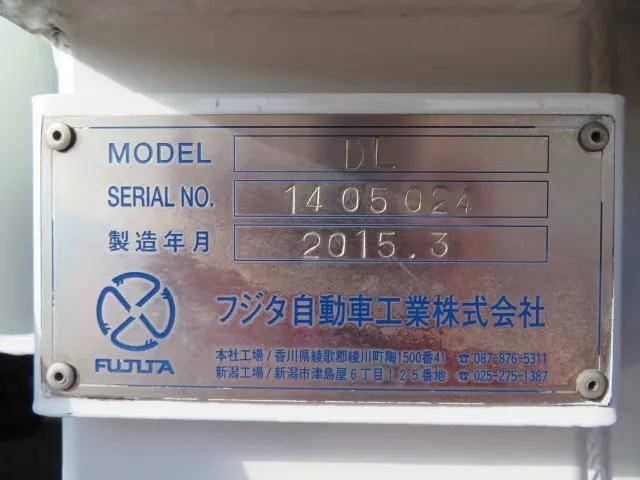 MODEL DL
SERIAL NO. 14 05 024
製造年月 2015.3
フジタ自動車工業株式会社
FUJITA
本社工場/香川県綾歌郡綾川町陶1500番41 ☎087-876-5311
新潟工場/新潟市津島屋6丁目125番地 ☎025-275-1387